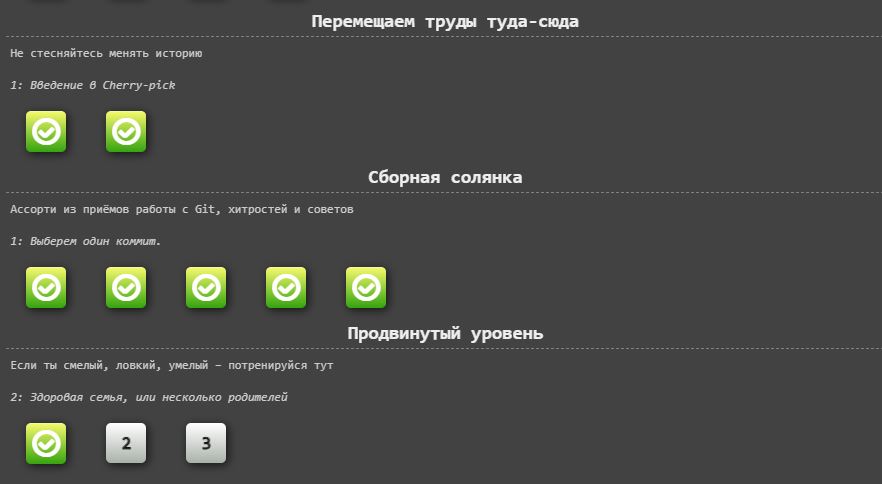 Перемещаем труды туда-сюда
Не стесняйтесь менять историю
1: Введение в Cherry-pick
Сборная солянка
Ассорти из приёмов работы с Git, хитростей и советов
1: Выберем один коммит.
Продвинутый уровень
Если ты смелый, ловкий, умелый – потренируйся тут
2: Здоровая семья, или несколько родителей
2 3